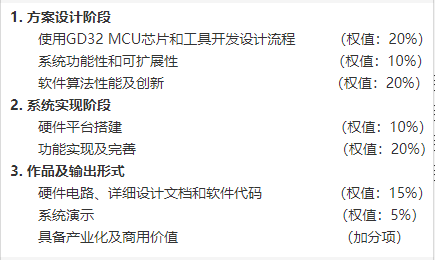 1. 方案设计阶段
使用GD32 MCU芯片和工具开发设计流程 （权值：20%）
系统功能性和可扩展性 （权值：10%）
软件算法性能及创新 （权值：20%）
2. 系统实现阶段
硬件平台搭建 （权值：10%）
功能实现及完善 （权值：20%）
3. 作品及输出形式
硬件电路、详细设计文档和软件代码 （权值：15%）
系统演示 （权值：5%）
具备产业化及商用价值 （加分项）